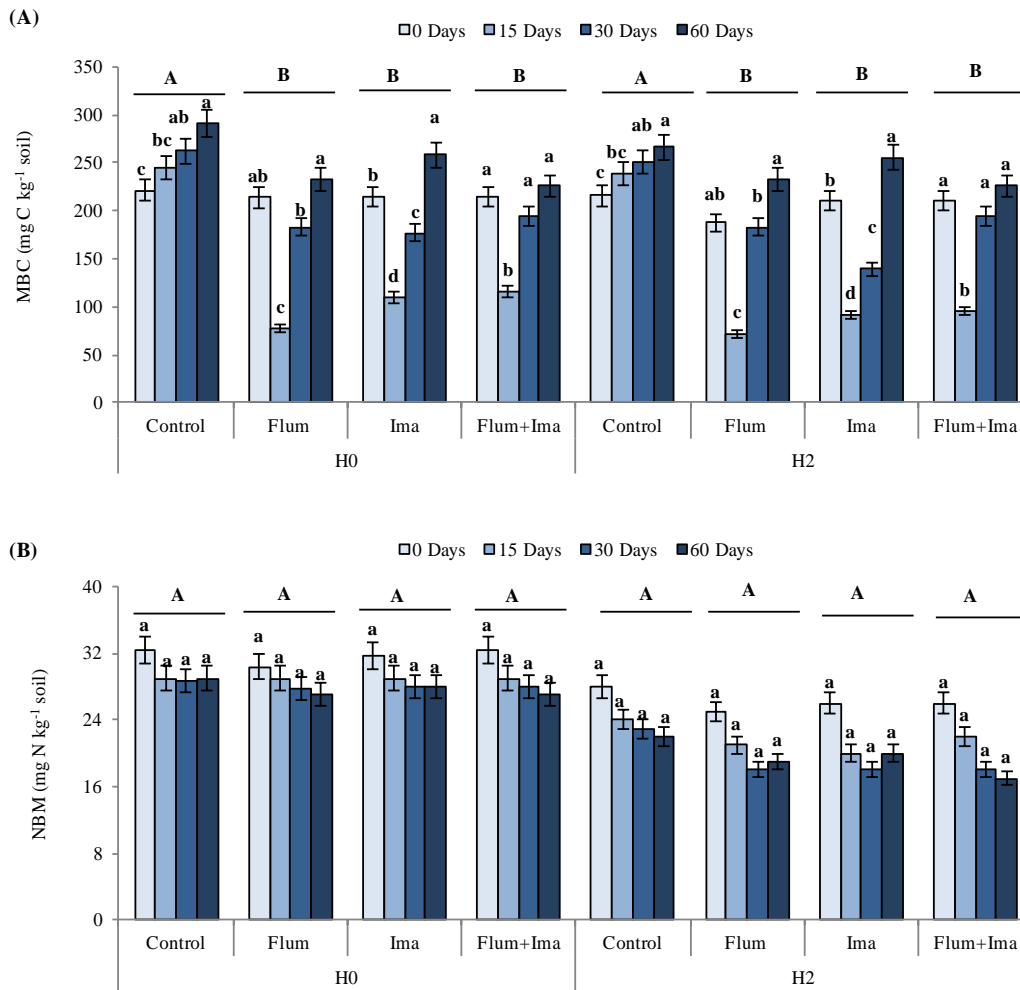 (A)
0 Days 15 Days 30 Days 60 Days
350
300
250
200
150
100
50
0
MBC (mg C kg⁻¹ soil)
A B B B A B B B
c bc ab a ab c b a b d c a a b a a c bc ab a ab c b a b d c a a b a a
Control Flum Ima Flum+Ima Control Flum Ima Flum+Ima
H0 H2
(B)
0 Days 15 Days 30 Days 60 Days
40
32
24
16
8
0
NBM (mg N kg⁻¹ soil)
A A A A A A A A
a a a a a a a a a a a a a a a a a a a a a a a a a a a a a a a a
Control Flum Ima Flum+Ima Control Flum Ima Flum+Ima
H0 H2